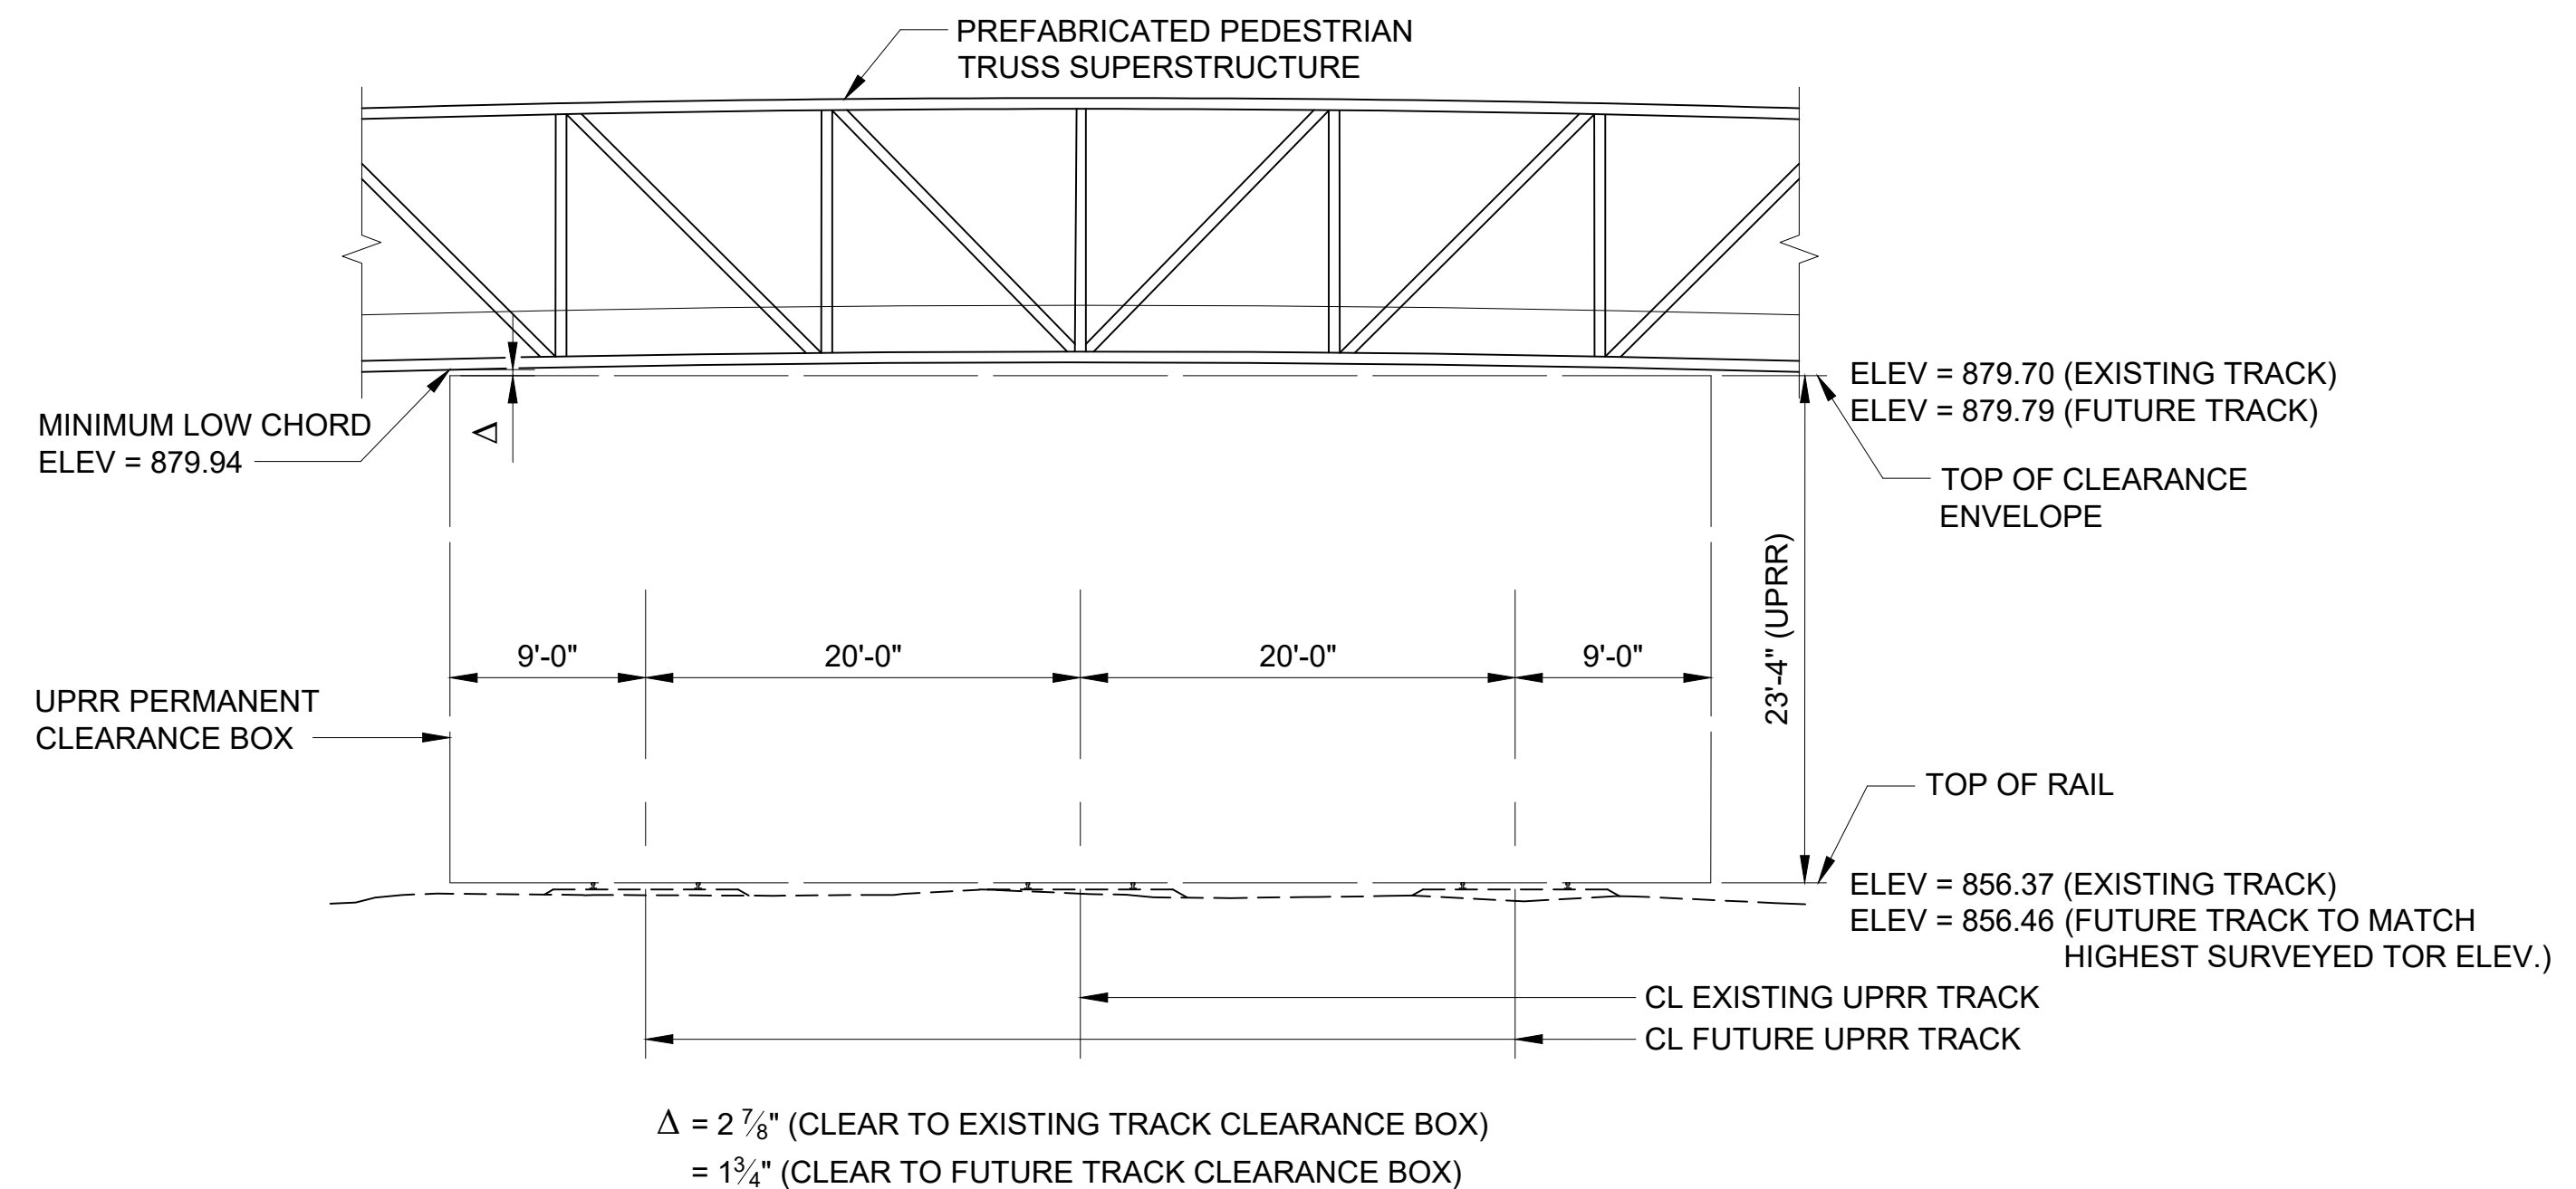 PREFABRICATED PEDESTRIAN
TRUSS SUPERSTRUCTURE
ELEV = 879.70 (EXISTING TRACK)
ELEV = 879.79 (FUTURE TRACK)
MINIMUM LOW CHORD
ELEV = 879.94
Δ
TOP OF CLEARANCE
ENVELOPE
23'-4" (UPRR)
9'-0"
20'-0"
20'-0"
9'-0"
UPRR PERMANENT
CLEARANCE BOX
TOP OF RAIL
ELEV = 856.37 (EXISTING TRACK)
ELEV = 856.46 (FUTURE TRACK TO MATCH
HIGHEST SURVEYED TOR ELEV.)
CL EXISTING UPRR TRACK
CL FUTURE UPRR TRACK
Δ = 2 7/8" (CLEAR TO EXISTING TRACK CLEARANCE BOX)
= 1 3/4" (CLEAR TO FUTURE TRACK CLEARANCE BOX)